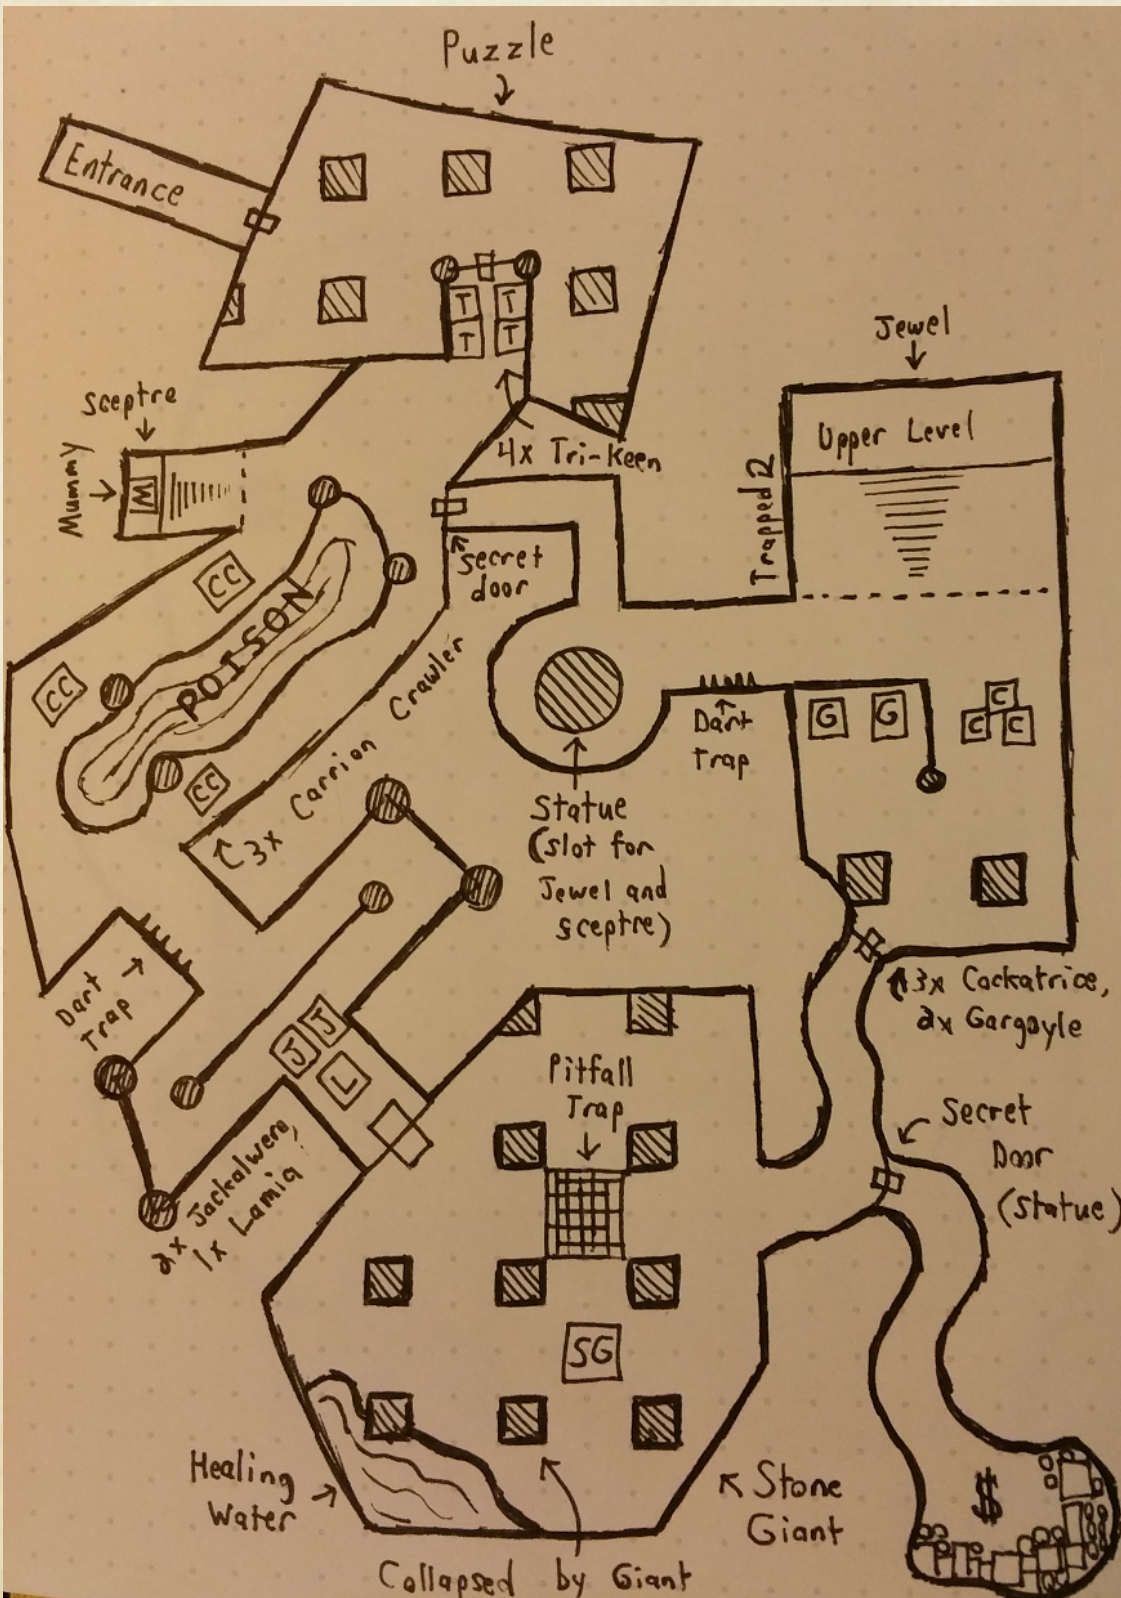 Puzzle
Entrance
T T
T T
4x Tri-Keen
Sceptre
Mummy
M
Jewel
Upper Level
Trapped
secret
door
CC
CC
CC
POISON
3x Carrion Crawler
Dart
Trap
G G
C
C C
Statue
(slot for
Jewel and
sceptre)
Dart
Trap
3x Cockatrice,
2x Gargoyle
J J
L
2x Jackalwere,
1x Lamia
Pitfall
Trap
Secret
Door
(Statue)
SG
Healing
Water
Stone
Giant
$
Collapsed by Giant